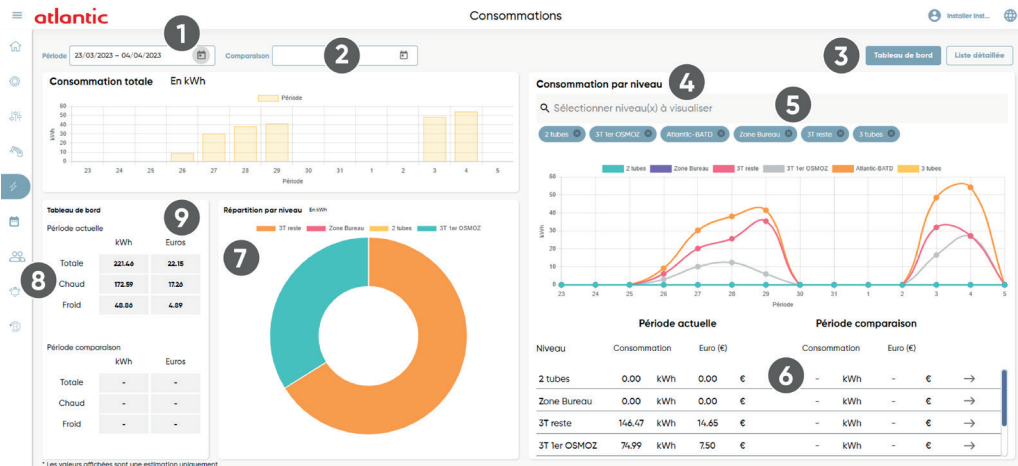 atlantic
Consommations
Installer Inst...
1
2
3
Période 23/03/2023 – 04/04/2023
Comparaison
Tableau de bord
Liste détaillée
Consommation totale En kWh
Période
60
50
40
30
20
10
0
kWh
23 24 25 26 27 28 29 30 31 1 2 3 4 5
Période
Consommation par niveau
4
5
Sélectionner niveau(x) à visualiser
2 tubes
3T 1er OSMOZ
Atlantic-BATD
Zone Bureau
3T reste
3 tubes
2 tubes Zone Bureau 3T reste 3T 1er OSMOZ Atlantic-BATD 3 tubes
60
50
40
30
20
10
0
kWh
23 24 25 26 27 28 29 30 31 1 2 3 4 5
Période
Tableau de bord
9
Période actuelle
kWh Euros
Totale 221.46 22.15
Chaud 172.59 17.26
Froid 48.86 4.89
8
Période comparaison
kWh Euros
Totale - -
Chaud - -
Froid - -
Répartition par niveau En kWh
3T reste Zone Bureau 2 tubes 3T 1er OSMOZ
7
Période actuelle Période comparaison
Niveau Consommation Euro (€) Consommation Euro (€)
6
2 tubes 0.00 kWh 0.00 € - kWh - € →
Zone Bureau 0.00 kWh 0.00 € - kWh - € →
3T reste 146.47 kWh 14.65 € - kWh - € →
3T 1er OSMOZ 74.99 kWh 7.50 € - kWh - € →
* Les valeurs affichées sont une estimation uniquement